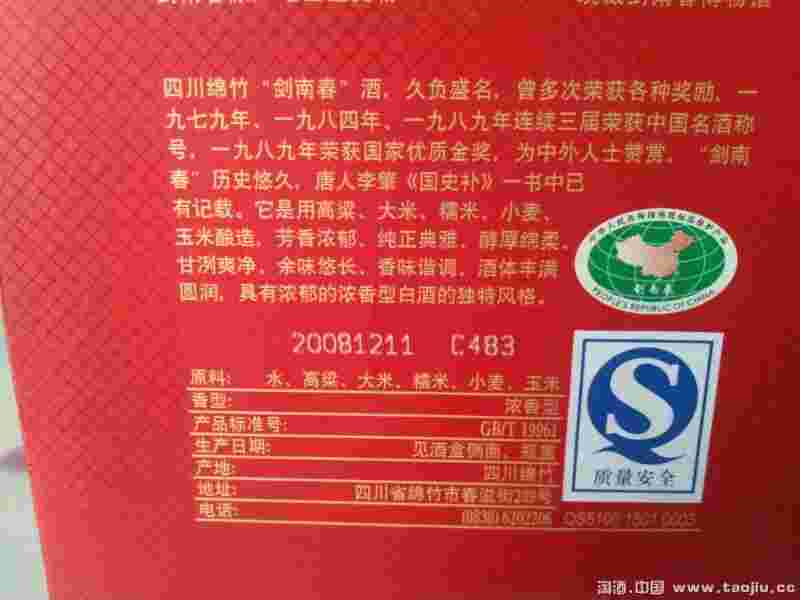 四川绵竹“剑南春”酒，久负盛名，曾多次荣获各种奖励，一
九七九年、一九八四年、一九八九年连续三届荣获中国名酒称
号，一九八九年荣获国家优质金奖，为中外人士赞赏。“剑南
春”历史悠久，唐人李肇《国史补》一书中已
有记载。它是用高粱、大米、糯米、小麦、
玉米酿造，芳香浓郁、纯正典雅、醇厚绵柔、
甘洌爽净、余味悠长、香味谐调、酒体丰满
圆润，具有浓郁的浓香型白酒的独特风格。
PEOPLE'S REPUBLIC OF CHINA
20081211 C483
原料: 水、高粱、大米、糯米、小麦、玉米
香型: 浓香型
产品标准号: GB/T 19961
生产日期: 见酒盒侧面、瓶盖
产地: 四川绵竹
地址: 四川省绵竹市春溢街289号
电话: (0838) 6202206
质量安全
QS5106 1501 0003
淘酒.中国 www.taojiu.cc